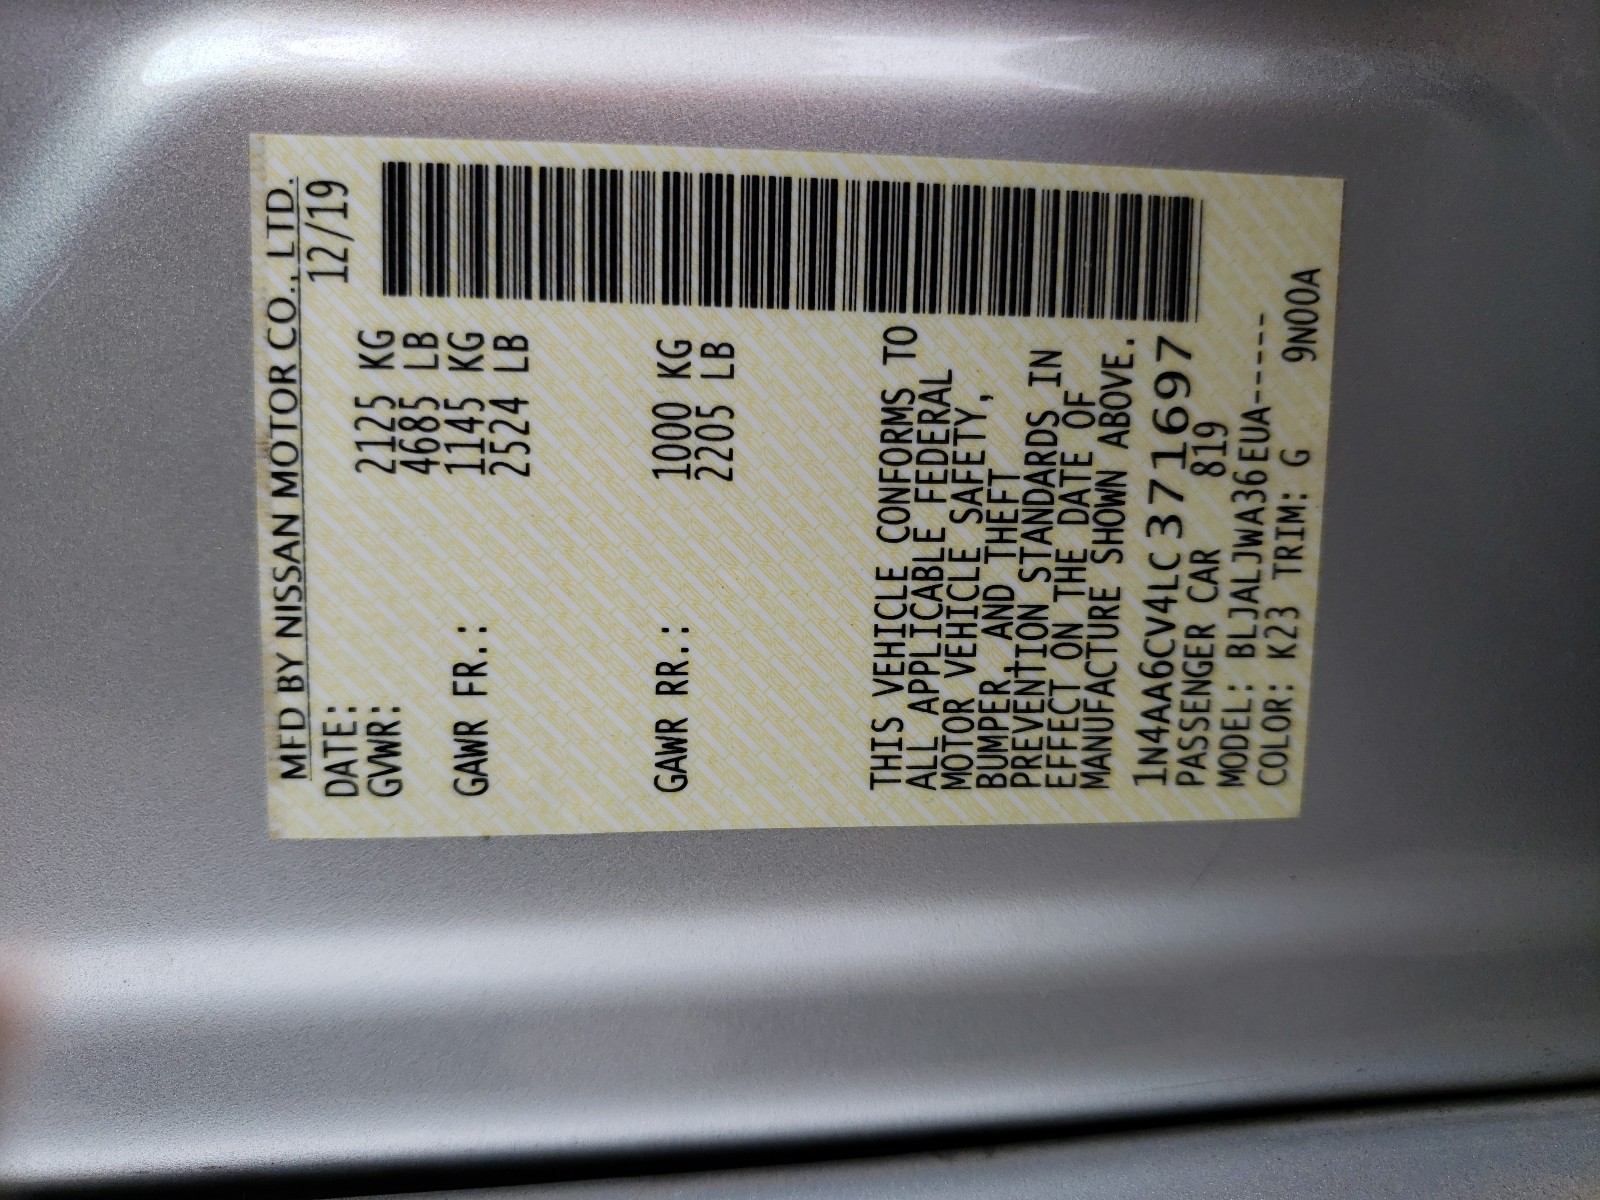 MFD BY NISSAN MOTOR CO., LTD.
DATE: 12/19
GVWR: 2125 KG
4685 LB
GAWR FR.: 1145 KG
2524 LB
GAWR RR.: 1000 KG
2205 LB
THIS VEHICLE CONFORMS TO
ALL APPLICABLE FEDERAL
MOTOR VEHICLE SAFETY,
BUMPER, AND THEFT
PREVENTION STANDARDS IN
EFFECT ON THE DATE OF
MANUFACTURE SHOWN ABOVE.
1N4AA6CV4LC371697
PASSENGER CAR 819
MODEL: BLJALJWA36EUA-----
COLOR: K23 TRIM: G 9N00A